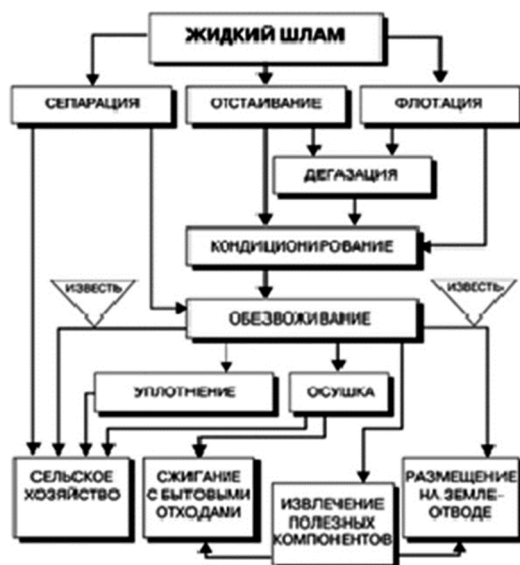 ЖИДКИЙ ШЛАМ
СЕПАРАЦИЯ
ОТСТАИВАНИЕ
ФЛОТАЦИЯ
ДЕГАЗАЦИЯ
КОНДИЦИОНИРОВАНИЕ
ИЗВЕСТЬ
ИЗВЕСТЬ
ОБЕЗВОЖИВАНИЕ
УПЛОТНЕНИЕ
ОСУШКА
СЕЛЬСКОЕ
ХОЗЯЙСТВО
СЖИГАНИЕ
С БЫТОВЫМИ
ОТХОДАМИ
ИЗВЛЕЧЕНИЕ
ПОЛЕЗНЫХ
КОМПОНЕНТОВ
РАЗМЕЩЕНИЕ
НА ЗЕМЛЕ-
ОТВОДЕ